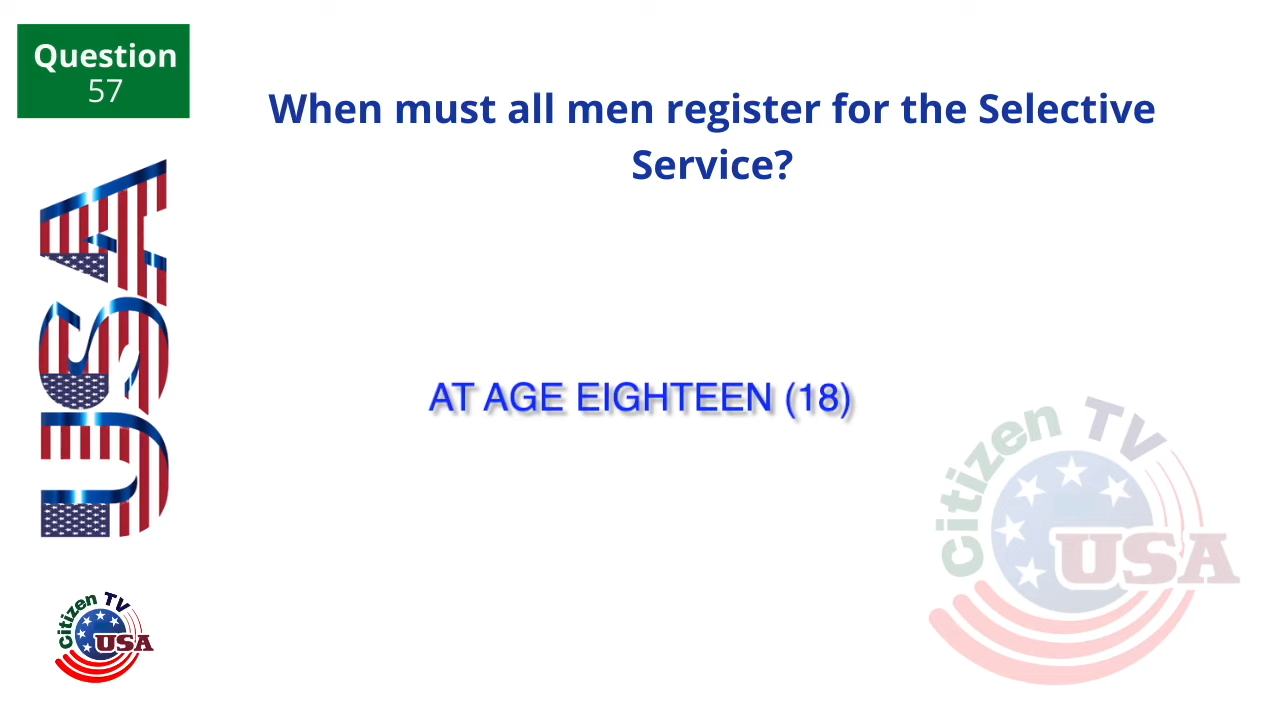 Question
57
When must all men register for the Selective
Service?
USA
AT AGE EIGHTEEN (18)
Citizen TV
USA
Citizen TV
USA